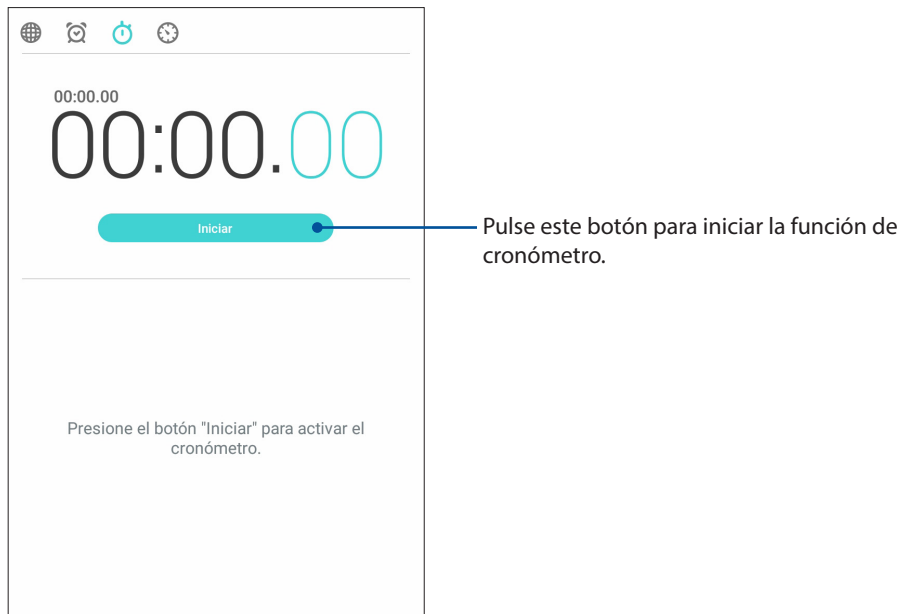 00:00.00
00:00.00
Iniciar
Pulse este botón para iniciar la función de
cronómetro.
Presione el botón "Iniciar" para activar el
cronómetro.